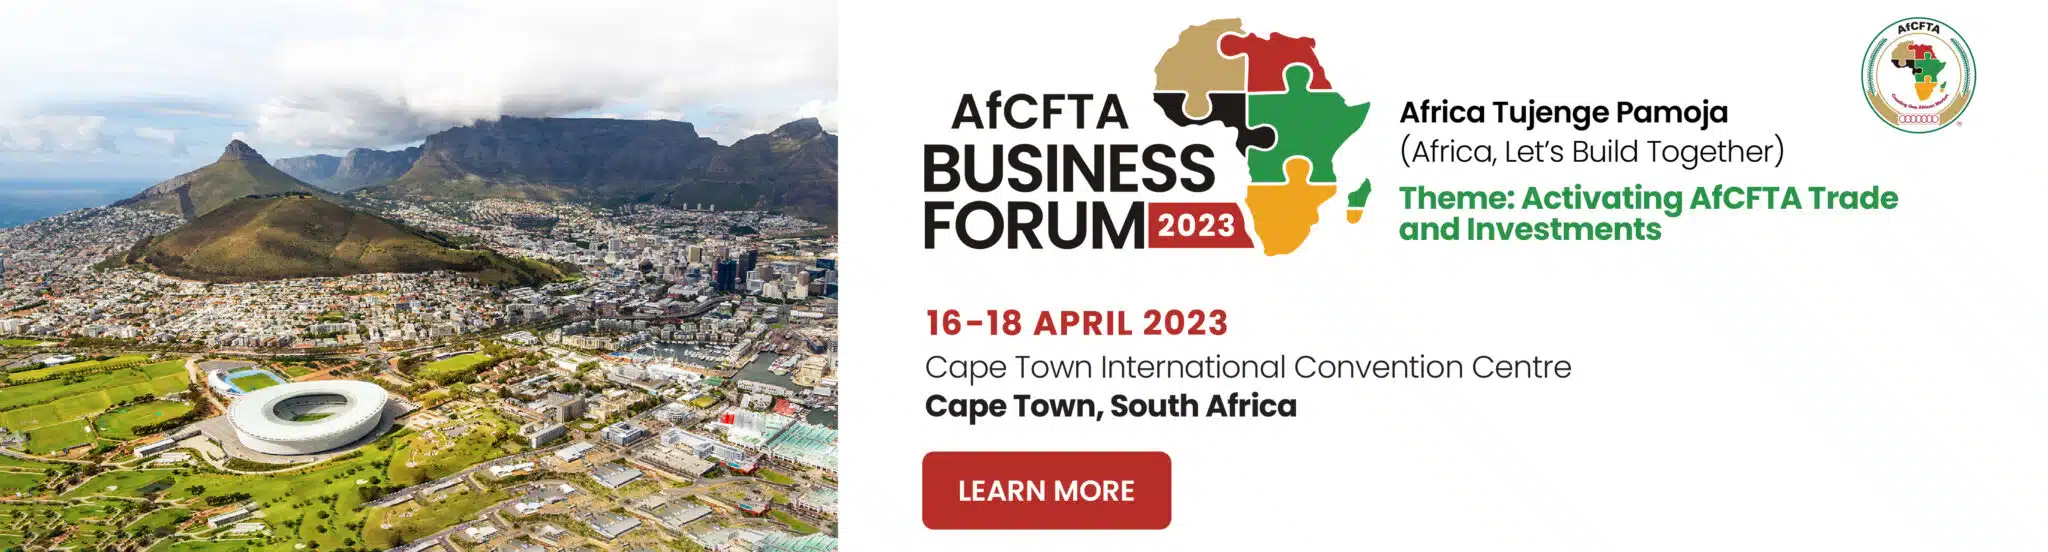 AfCFTA
BUSINESS
FORUM 2023
Africa Tujenge Pamoja
(Africa, Let's Build Together)
Theme: Activating AfCFTA Trade
and Investments
AfCFTA
Creating One African Market
16-18 APRIL 2023
Cape Town International Convention Centre
Cape Town, South Africa
LEARN MORE